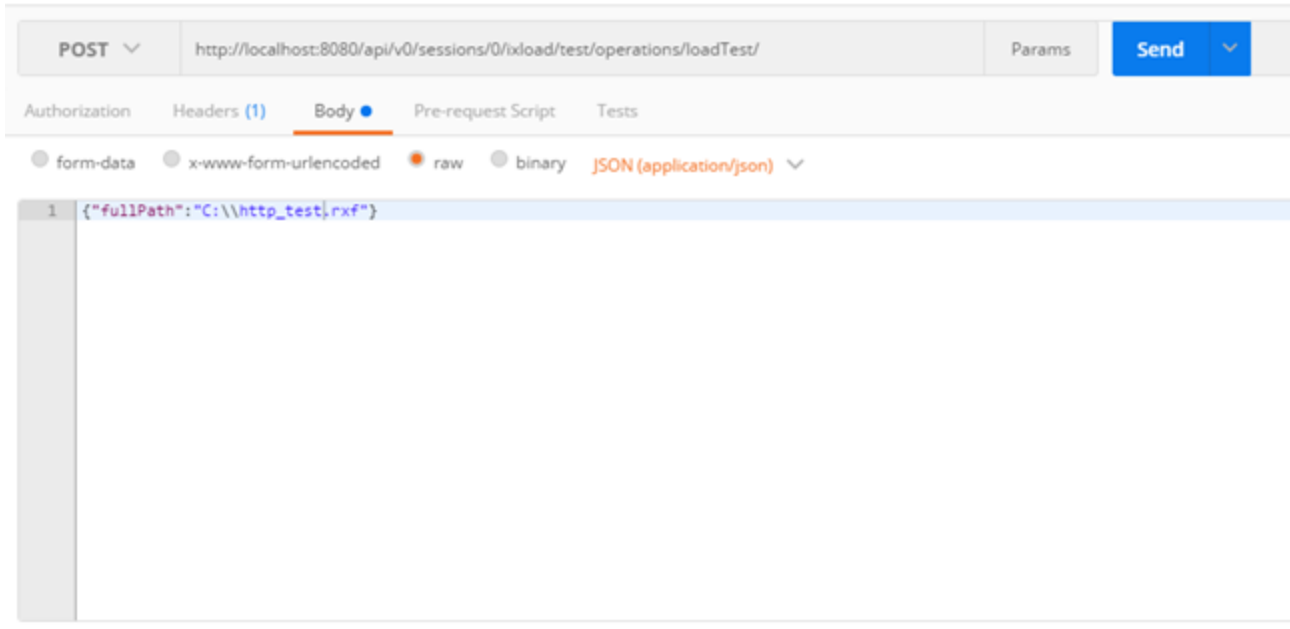 POST http://localhost:8080/api/v0/sessions/0/ixload/test/operations/loadTest/ Params Send
Authorization Headers (1) Body Pre-request Script Tests
form-data x-www-form-urlencoded raw binary JSON (application/json)
1 {"fullPath":"C:\\http_test.rxf"}